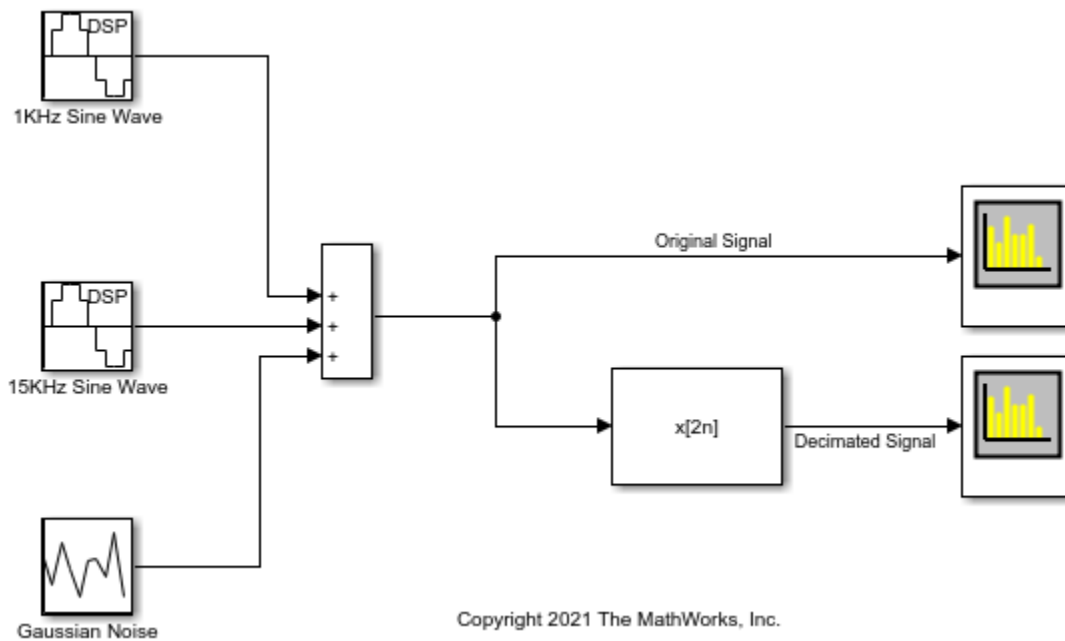 DSP
1KHz Sine Wave
Original Signal
+
DSP
+
+
15KHz Sine Wave
x[2n]
Decimated Signal
Gaussian Noise
Copyright 2021 The MathWorks, Inc.